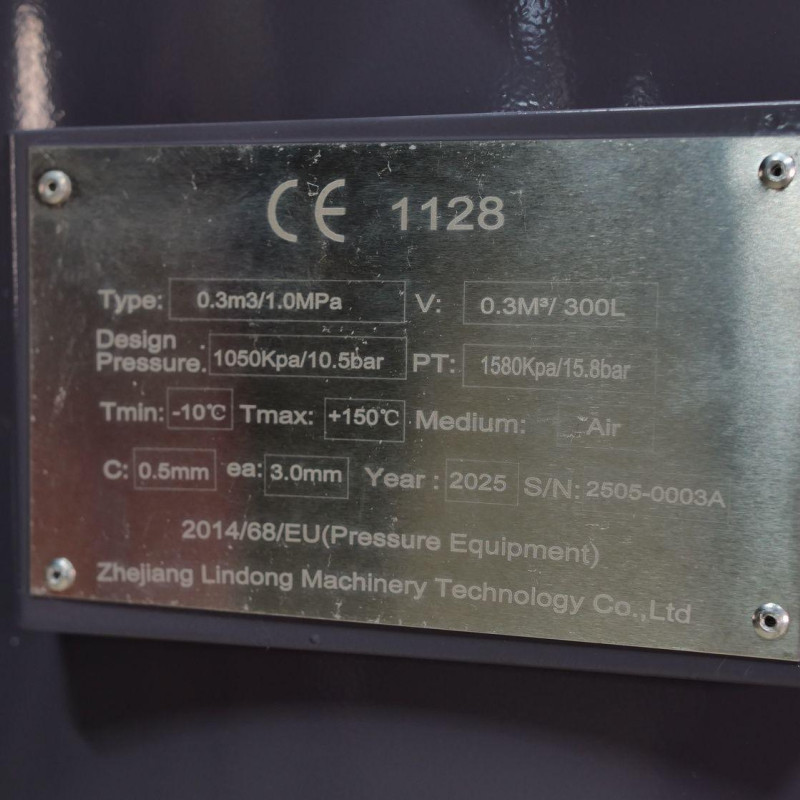 CE 1128
Type: 0.3m3/1.0MPa V: 0.3M³/ 300L
Design
Pressure. 1050Kpa/10.5bar PT: 1580Kpa/15.8bar
Tmin: -10℃ Tmax: +150℃ Medium: Air
C: 0.5mm ea: 3.0mm Year : 2025 S/N: 2505-0003A
2014/68/EU(Pressure Equipment)
Zhejiang Lindong Machinery Technology Co.,Ltd